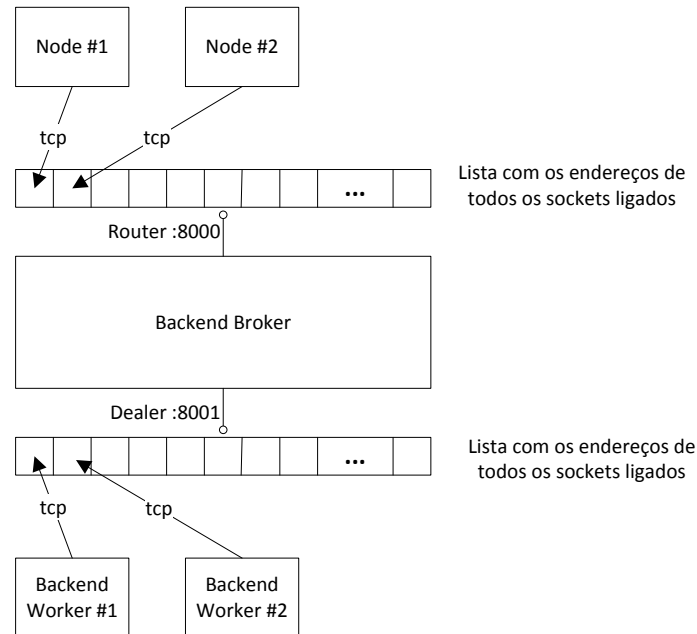 Node #1
Node #2
tcp
tcp
Lista com os endereços de
todos os sockets ligados
...
Router :8000
Backend Broker
Dealer :8001
Lista com os endereços de
todos os sockets ligados
...
tcp
tcp
Backend
Worker #1
Backend
Worker #2